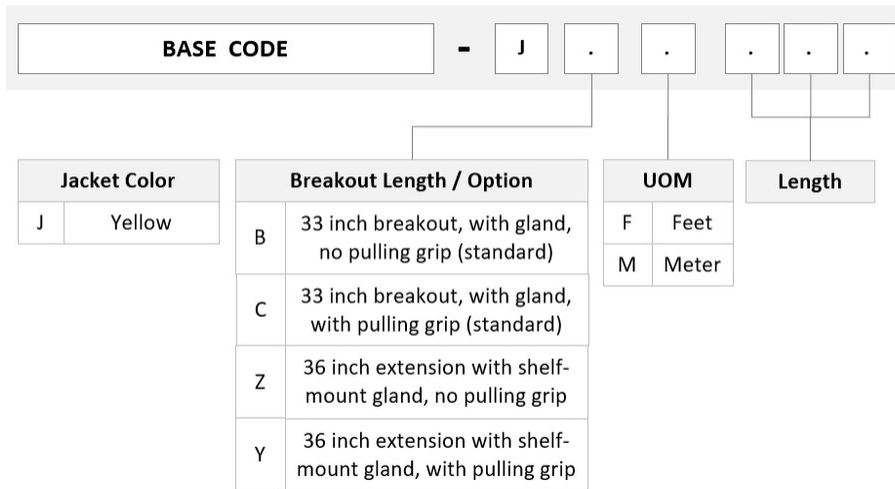 BASE CODE - J . . . . .
Jacket Color
J Yellow
Breakout Length / Option
B 33 inch breakout, with gland,
no pulling grip (standard)
C 33 inch breakout, with gland,
with pulling grip (standard)
Z 36 inch extension with shelf-
mount gland, no pulling grip
Y 36 inch extension with shelf-
mount gland, with pulling grip
UOM
F Feet
M Meter
Length